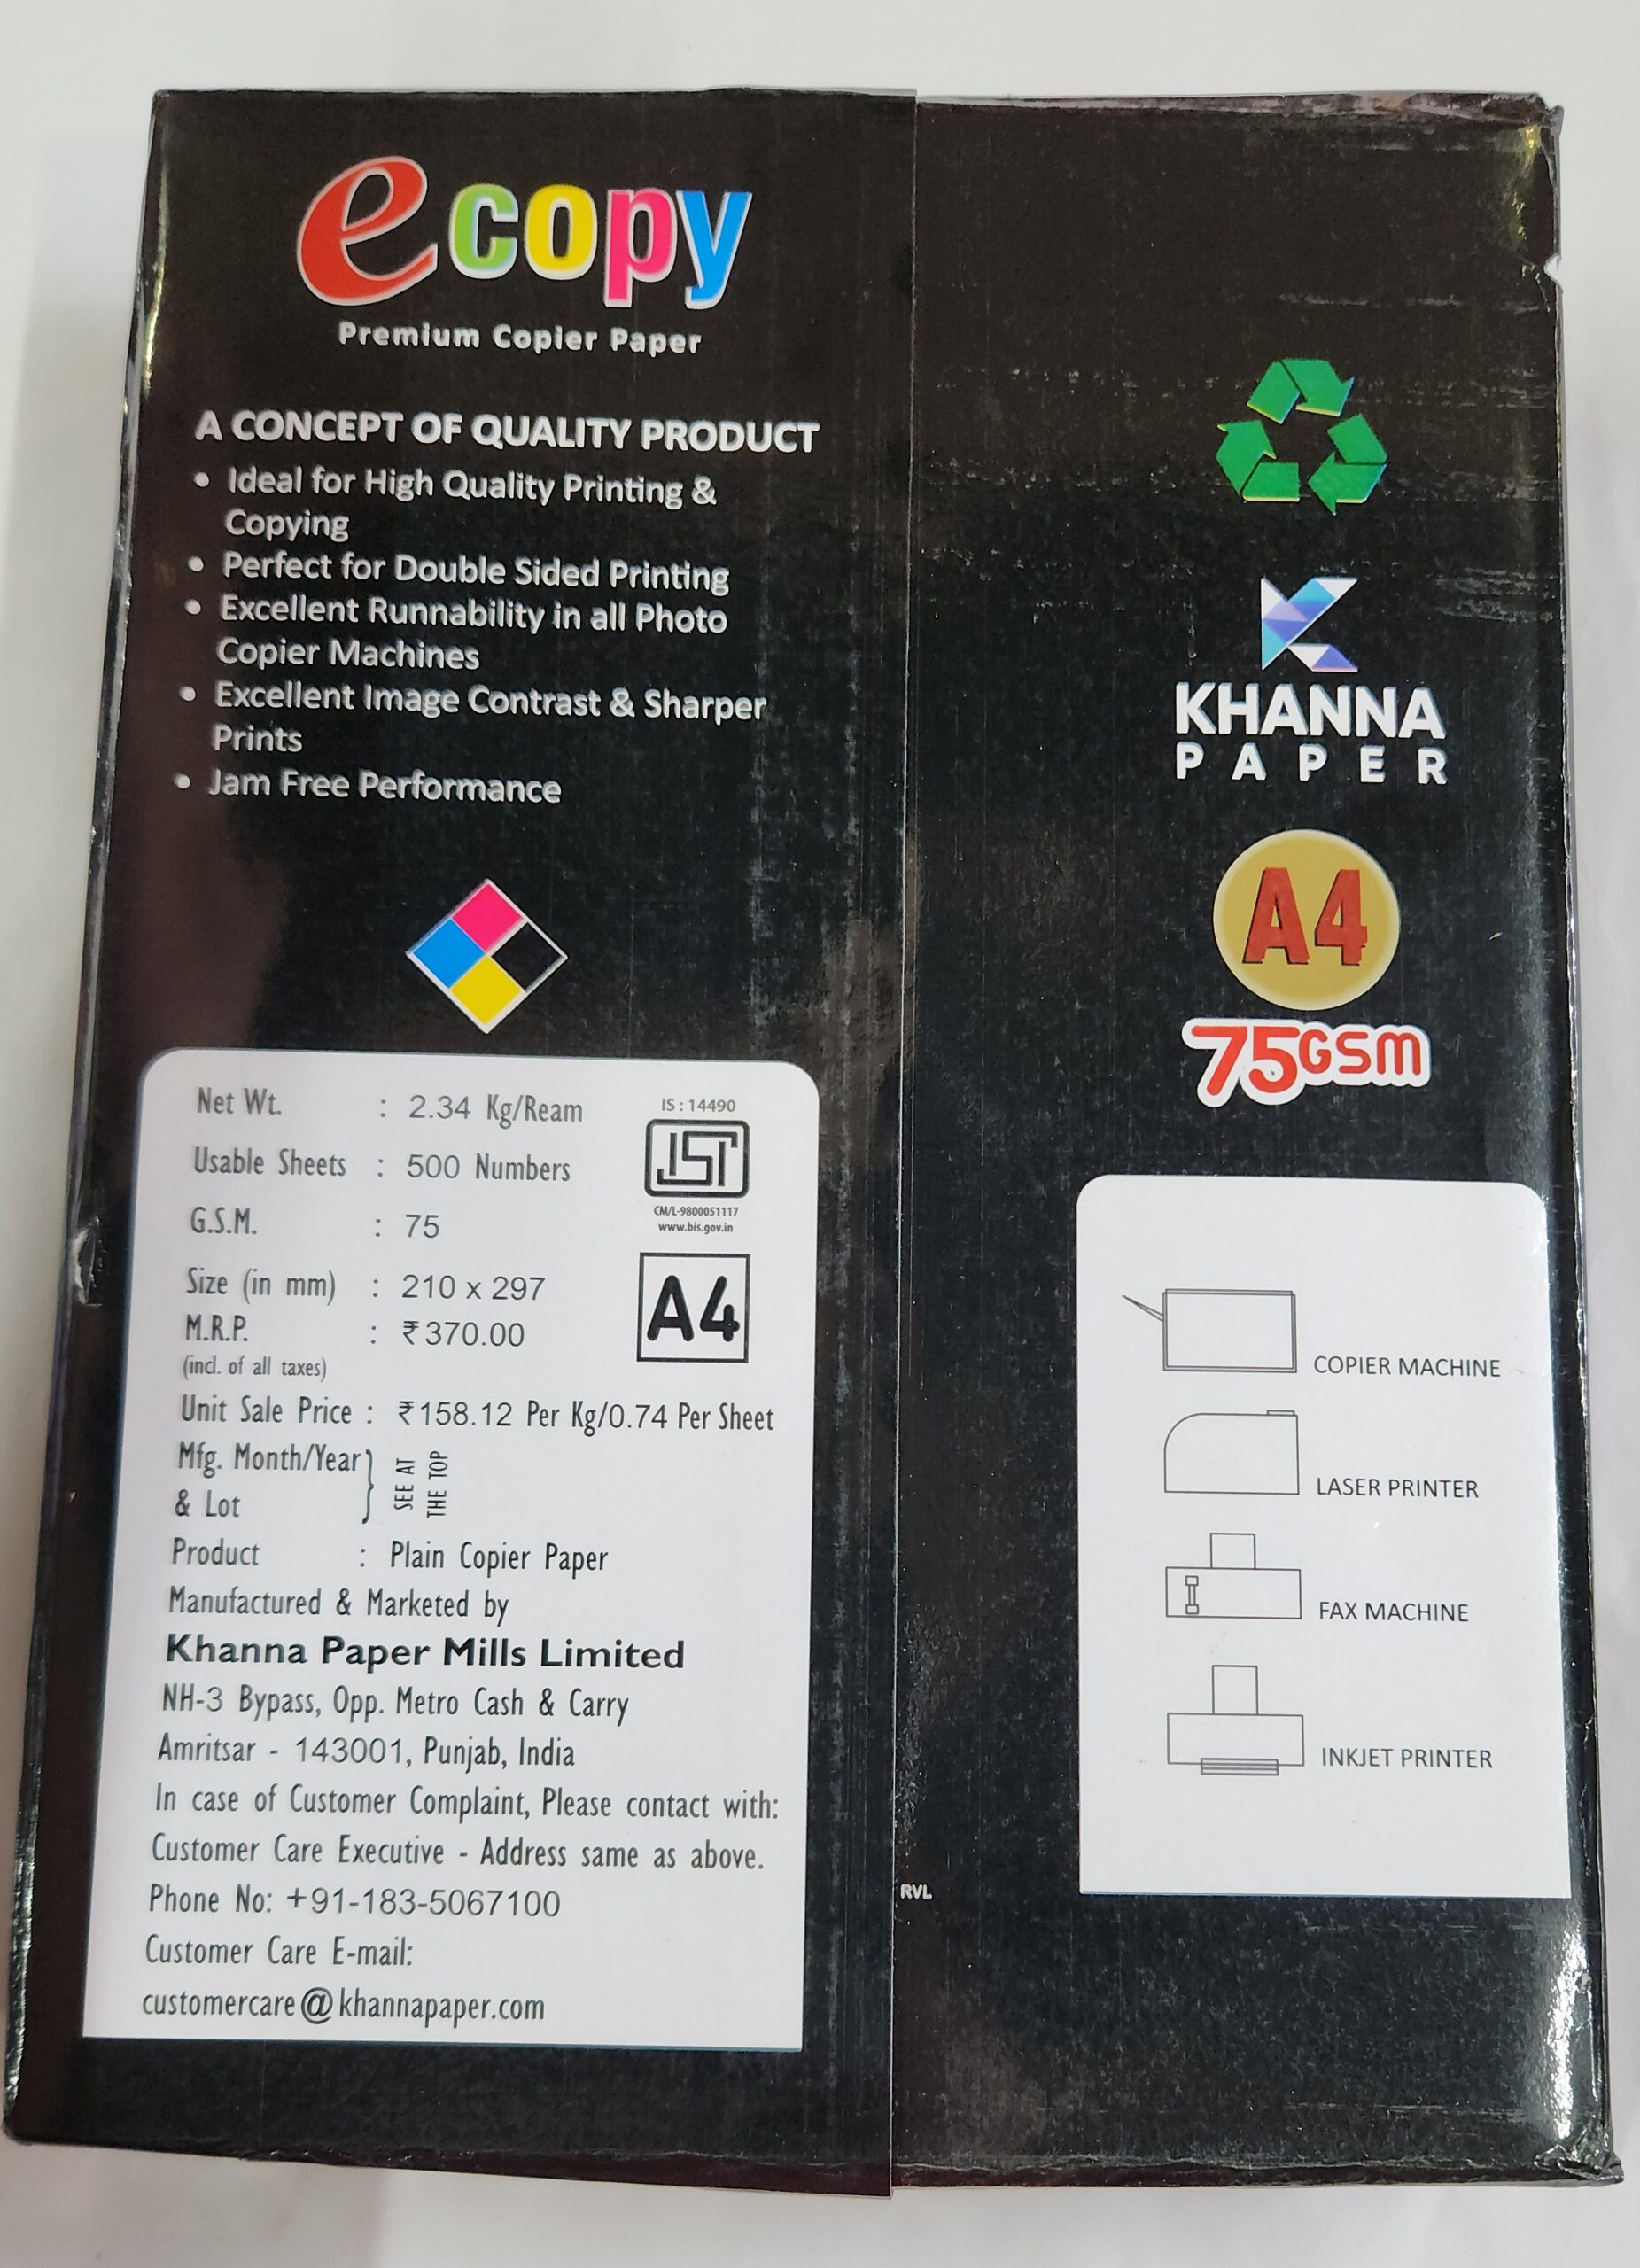 ecopy
Premium Copier Paper
A CONCEPT OF QUALITY PRODUCT
• Ideal for High Quality Printing &
Copying
• Perfect for Double Sided Printing
• Excellent Runnability in all Photo
Copier Machines
• Excellent Image Contrast & Sharper
Prints
• Jam Free Performance
Net Wt. : 2.34 Kg/Ream
Usable Sheets : 500 Numbers
G.S.M. : 75
Size (in mm) : 210 x 297
M.R.P. : ₹370.00
(incl. of all taxes)
Unit Sale Price : ₹158.12 Per Kg/0.74 Per Sheet
Mfg. Month/Year
& Lot
SEE AT
THE TOP
Product : Plain Copier Paper
Manufactured & Marketed by
Khanna Paper Mills Limited
NH-3 Bypass, Opp. Metro Cash & Carry
Amritsar - 143001, Punjab, India
In case of Customer Complaint, Please contact with:
Customer Care Executive - Address same as above.
Phone No: +91-183-5067100
Customer Care E-mail:
customercare@khannapaper.com
IS : 14490
ISI
CM/L-9800051117
www.bis.gov.in
A4
KHANNA
PAPER
A4
75GSM
COPIER MACHINE
LASER PRINTER
FAX MACHINE
INKJET PRINTER
RVL